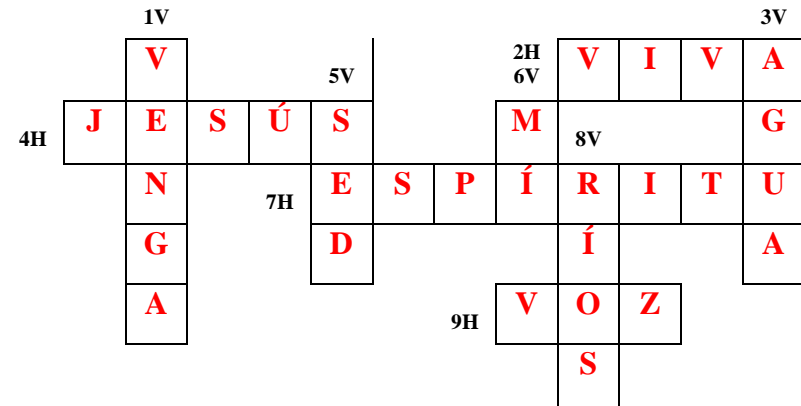 1V 3V
V 2H V I V A
5V 6V
4H J E S Ú S M 8V G
N 7H E S P Í R I T U
G D Í A
A 9H V O Z
S